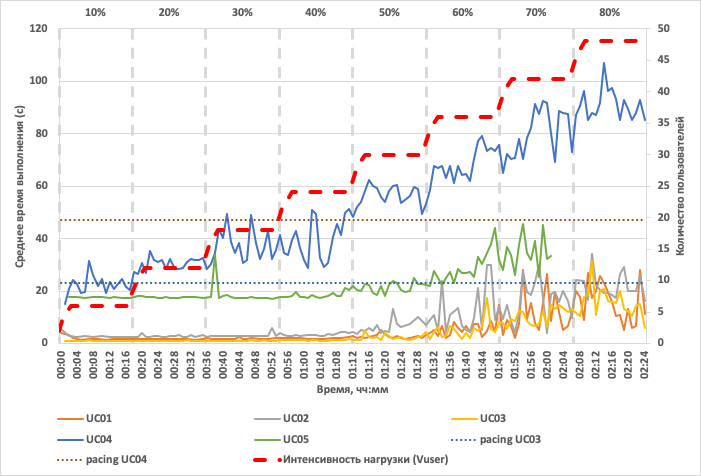 10% 20% 30% 40% 50% 60% 70% 80%
120
100
80
60
40
20
0
Среднее время выполнения (с)
50
45
40
35
30
25
20
15
10
5
0
Количество пользователей
00:00 00:04 00:08 00:12 00:16 00:20 00:24 00:28 00:32 00:36 00:40 00:44 00:48 00:52 00:56 01:00 01:04 01:08 01:12 01:16 01:20 01:24 01:28 01:32 01:36 01:40 01:44 01:48 01:52 01:56 02:00 02:04 02:08 02:12 02:16 02:20 02:24
Время, чч:мм
UC01 UC02 UC03
UC04 UC05 pacing UC03
pacing UC04 Интенсивность нагрузки (Vuser)